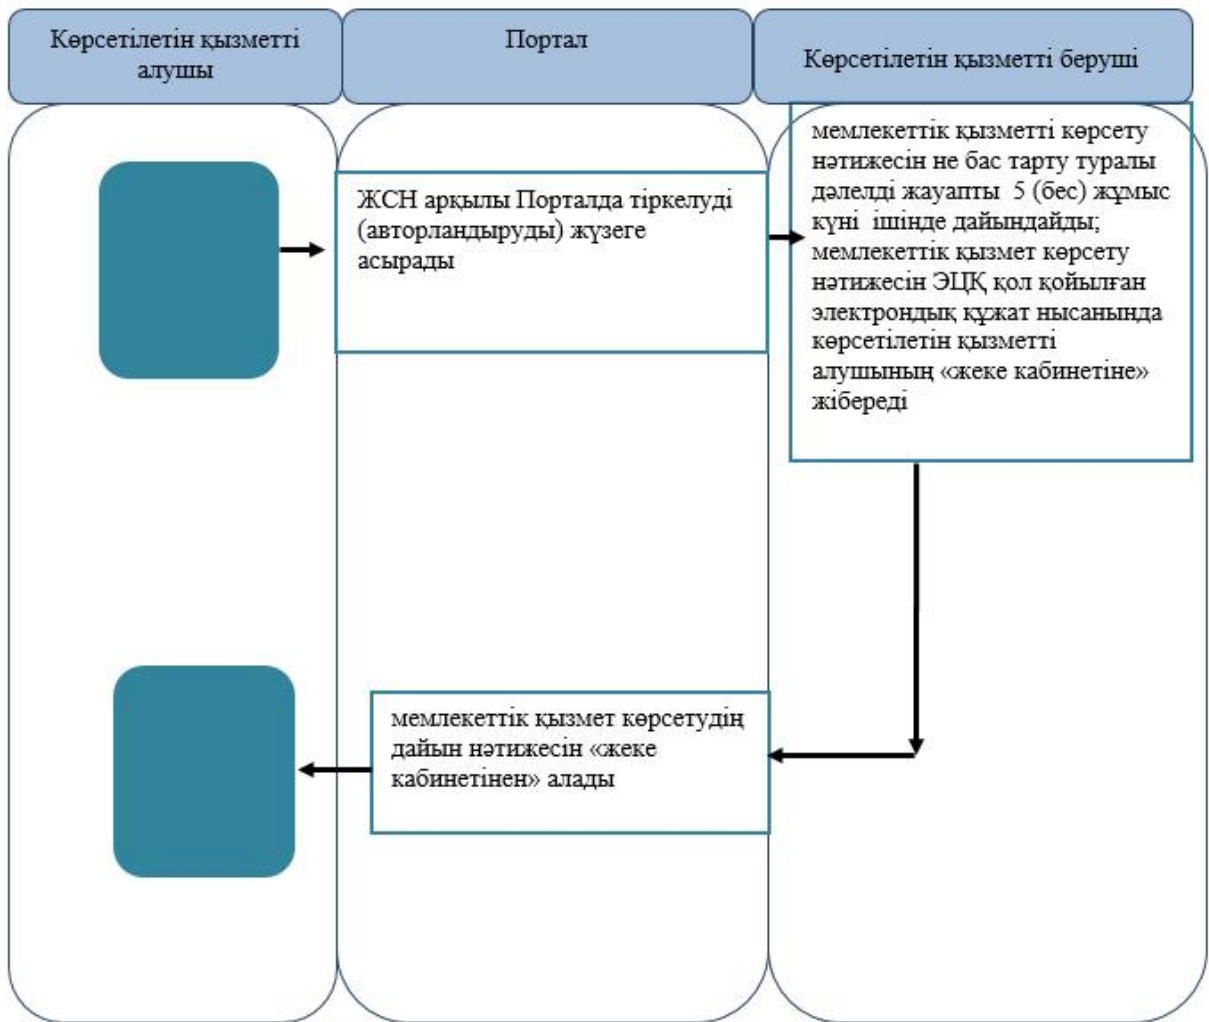 Көрсетілетін қызметті
алушы
Портал
Көрсетілетін қызметті беруші
ЖСН арқылы Порталда тіркелуді
(авторландыруды) жүзеге
асырады
мемлекеттік қызметті көрсету
нәтижесін не бас тарту туралы
дәлелді жауапты 5 (бес) жұмыс
күні ішінде дайындайды;
мемлекеттік қызмет көрсету
нәтижесін ЭЦҚ қол қойылған
электрондық құжат нысанында
көрсетілетін қызметті
алушының «жеке кабинетіне»
жібереді
мемлекеттік қызмет көрсетудің
дайын нәтижесін «жеке
кабинетінен» алады